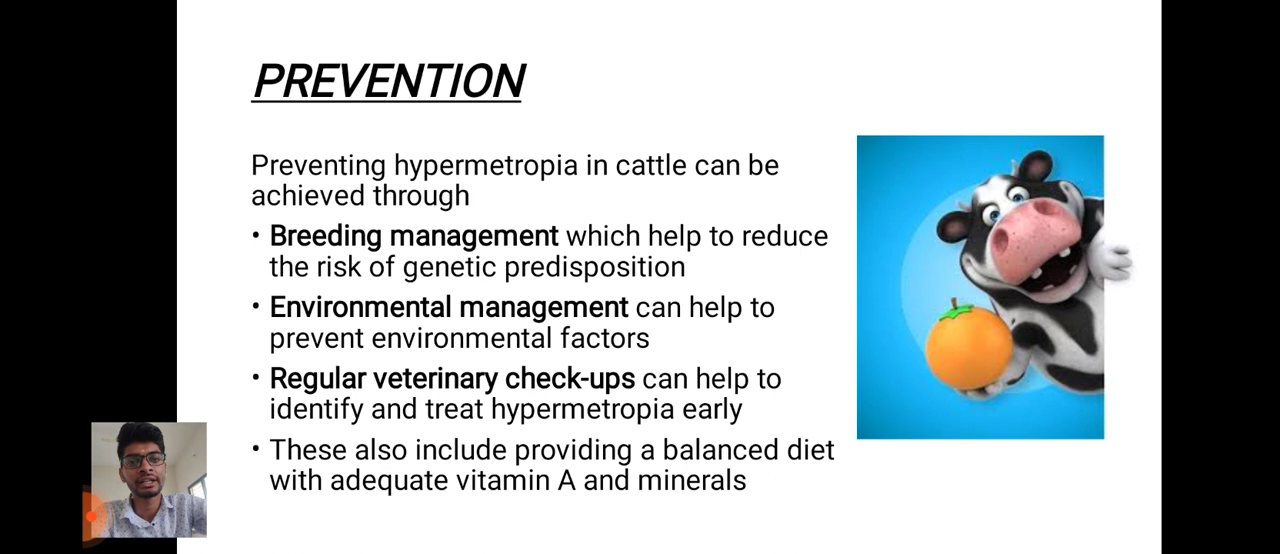 PREVENTION
Preventing hypermetropia in cattle can be
achieved through
• Breeding management which help to reduce
the risk of genetic predisposition
• Environmental management can help to
prevent environmental factors
• Regular veterinary check-ups can help to
identify and treat hypermetropia early
• These also include providing a balanced diet
with adequate vitamin A and minerals